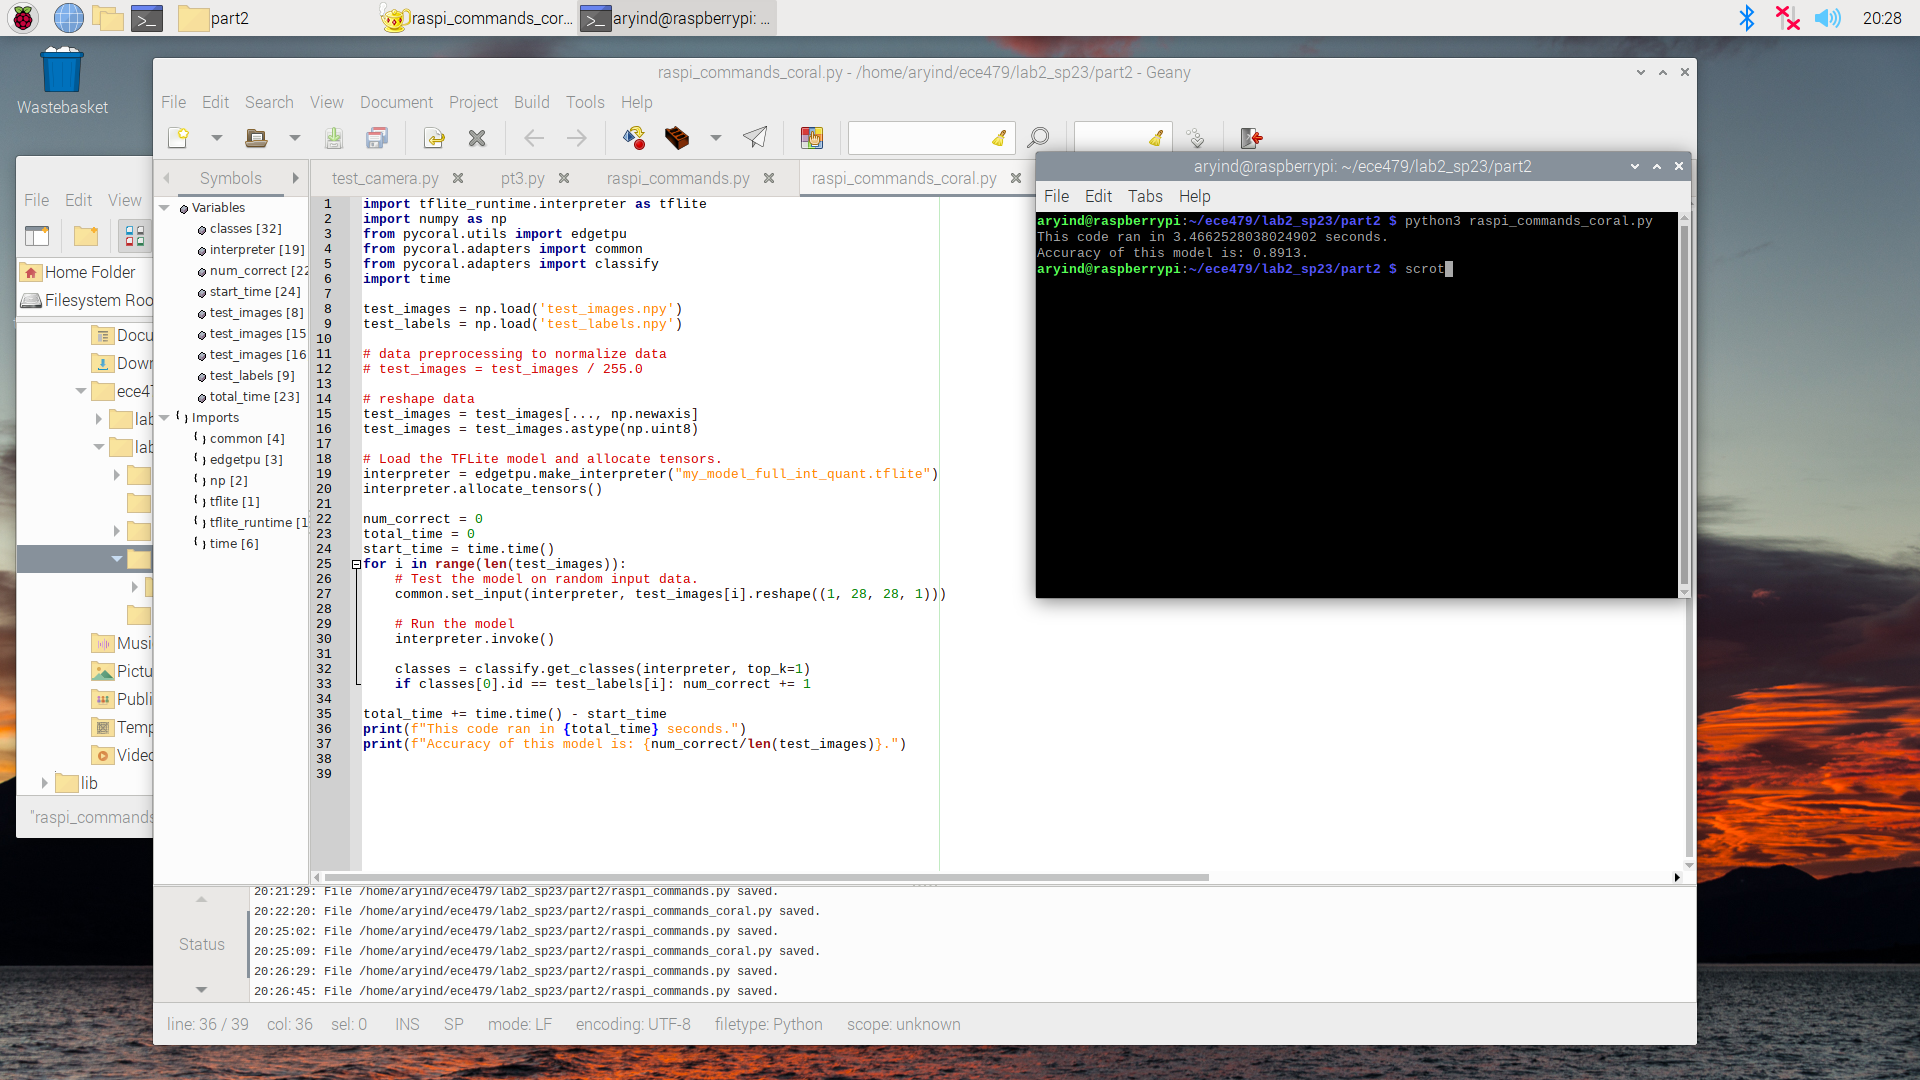 part2
raspi_commands_cor...
aryind@raspberrypi: ...
20:28
Wastebasket
raspi_commands_coral.py - /home/aryind/ece479/lab2_sp23/part2 - Geany
File Edit Search View Document Project Build Tools Help
File Edit View
Home Folder
Filesystem Roo
Docu
Down
ece47
lab
lab
Musi
Pictu
Publi
Temp
Video
lib
"raspi_commands
Symbols
Variables
classes [32]
interpreter [19]
num_correct [22
start_time [24]
test_images [8]
test_images [15
test_images [16
test_labels [9]
total_time [23]
Imports
common [4]
edgetpu [3]
np [2]
tflite [1]
tflite_runtime [1
time [6]
test_camera.py
pt3.py
raspi_commands.py
raspi_commands_coral.py
1 import tflite_runtime.interpreter as tflite
2 import numpy as np
3 from pycoral.utils import edgetpu
4 from pycoral.adapters import common
5 from pycoral.adapters import classify
6 import time
7
8 test_images = np.load('test_images.npy')
9 test_labels = np.load('test_labels.npy')
10
11 # data preprocessing to normalize data
12 # test_images = test_images / 255.0
13
14 # reshape data
15 test_images = test_images[..., np.newaxis]
16 test_images = test_images.astype(np.uint8)
17
18 # Load the TFLite model and allocate tensors.
19 interpreter = edgetpu.make_interpreter("my_model_full_int_quant.tflite")
20 interpreter.allocate_tensors()
21
22 num_correct = 0
23 total_time = 0
24 start_time = time.time()
25 for i in range(len(test_images)):
26 # Test the model on random input data.
27 common.set_input(interpreter, test_images[i].reshape((1, 28, 28, 1)))
28
29 # Run the model
30 interpreter.invoke()
31
32 classes = classify.get_classes(interpreter, top_k=1)
33 if classes[0].id == test_labels[i]: num_correct += 1
34
35 total_time += time.time() - start_time
36 print(f"This code ran in {total_time} seconds.")
37 print(f"Accuracy of this model is: {num_correct/len(test_images)}.")
38
39
aryind@raspberrypi: ~/ece479/lab2_sp23/part2
File Edit Tabs Help
aryind@raspberrypi:~/ece479/lab2_sp23/part2 $ python3 raspi_commands_coral.py
This code ran in 3.4662528038024902 seconds.
Accuracy of this model is: 0.8913.
aryind@raspberrypi:~/ece479/lab2_sp23/part2 $ scrot
Status
20:21:29: File /home/aryind/ece479/lab2_sp23/part2/raspi_commands.py saved.
20:22:20: File /home/aryind/ece479/lab2_sp23/part2/raspi_commands_coral.py saved.
20:25:02: File /home/aryind/ece479/lab2_sp23/part2/raspi_commands.py saved.
20:25:09: File /home/aryind/ece479/lab2_sp23/part2/raspi_commands_coral.py saved.
20:26:29: File /home/aryind/ece479/lab2_sp23/part2/raspi_commands.py saved.
20:26:45: File /home/aryind/ece479/lab2_sp23/part2/raspi_commands.py saved.
line: 36 / 39 col: 36 sel: 0 INS SP mode: LF encoding: UTF-8 filetype: Python scope: unknown